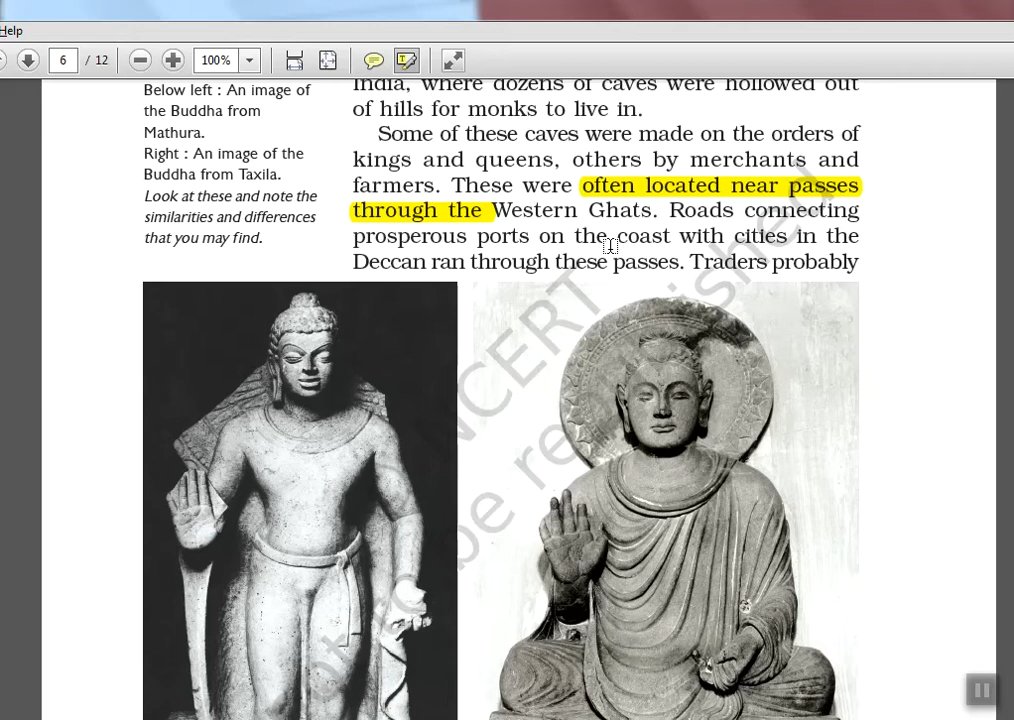 Help
6 / 12
100%
Below left : An image of
the Buddha from
Mathura.
Right : An image of the
Buddha from Taxila.
Look at these and note the
similarities and differences
that you may find.
India, where dozens of caves were hollowed out
of hills for monks to live in.
Some of these caves were made on the orders of
kings and queens, others by merchants and
farmers. These were often located near passes
through the Western Ghats. Roads connecting
prosperous ports on the coast with cities in the
Deccan ran through these passes. Traders probably
NCERT
not to be republished